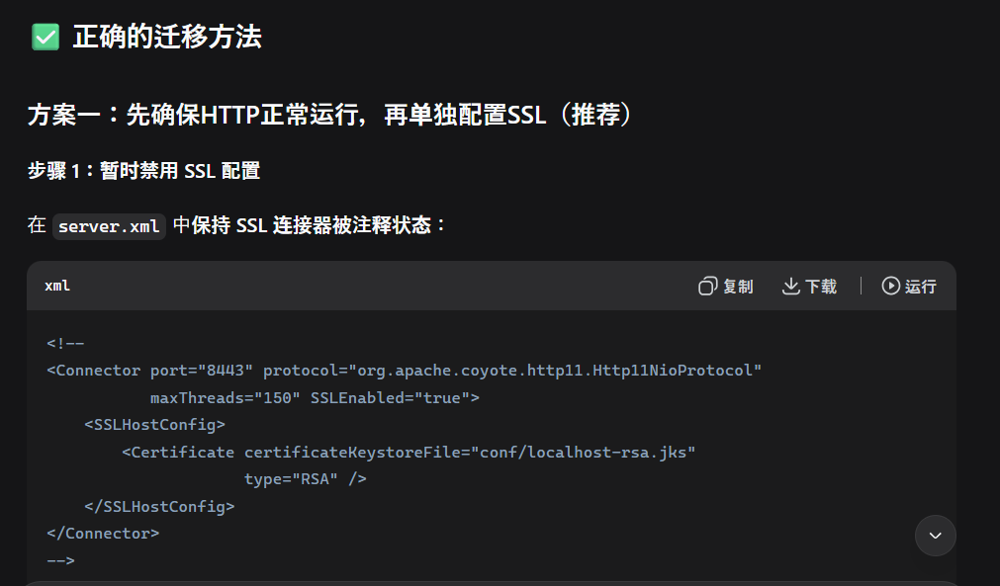 ✅ 正确的迁移方法
方案一：先确保HTTP正常运行，再单独配置SSL（推荐）
步骤 1：暂时禁用 SSL 配置
在 server.xml 中保持 SSL 连接器被注释状态：
xml 复制 下载 运行
<!--
<Connector port="8443" protocol="org.apache.coyote.http11.Http11NioProtocol"
           maxThreads="150" SSLEnabled="true">
    <SSLHostConfig>
        <Certificate certificateKeystoreFile="conf/localhost-rsa.jks"
                     type="RSA" />
    </SSLHostConfig>
</Connector>
-->